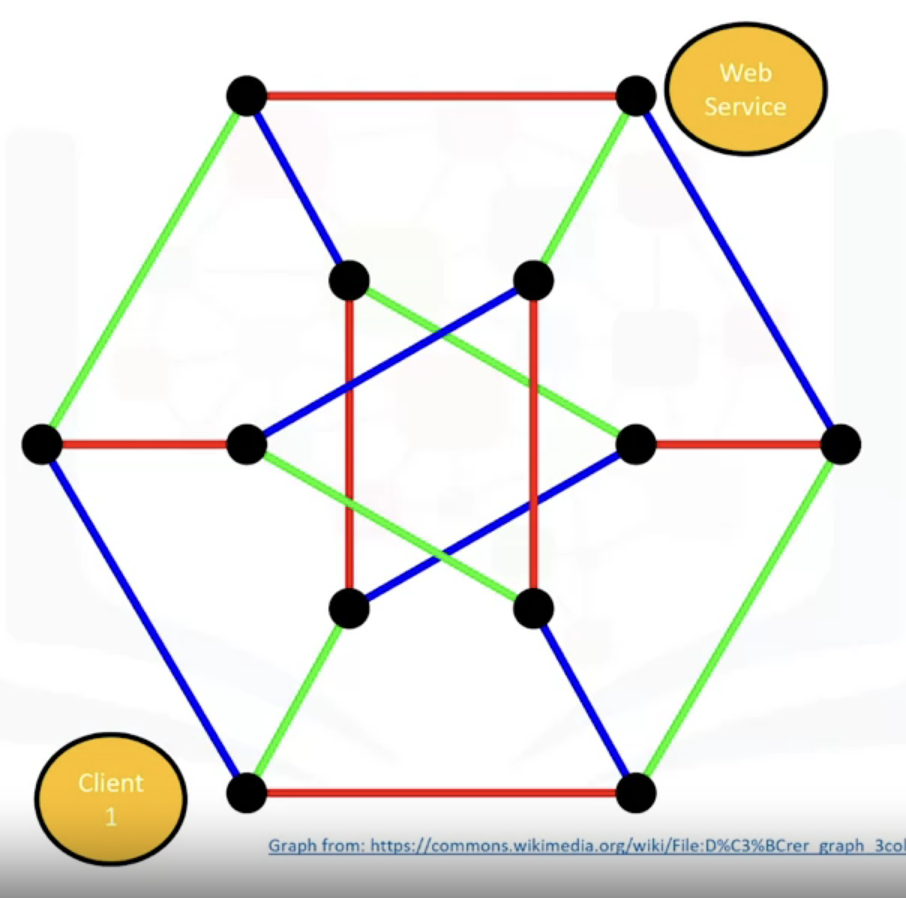 Web
Service
Client
1
Graph from: https://commons.wikimedia.org/wiki/File:D%C3%BCrer_graph_3col